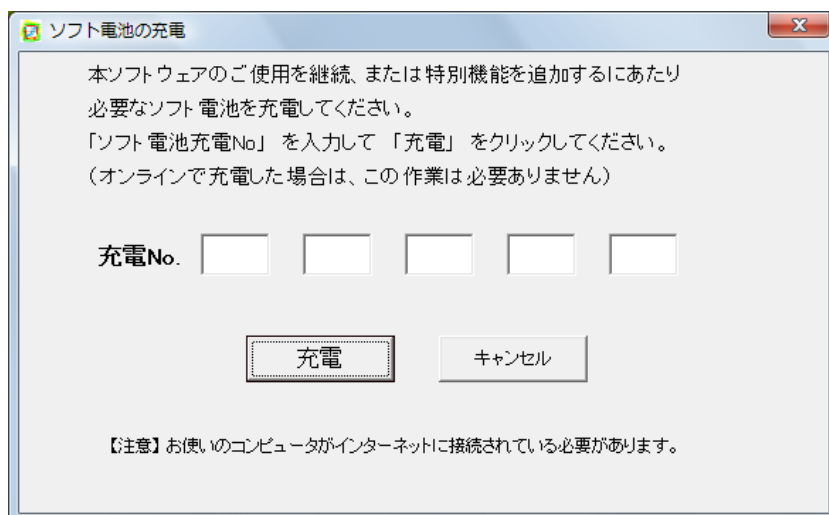 ソフト電池の充電
本ソフトウェアのご使用を継続、または特別機能を追加するにあたり
必要なソフト電池を充電してください。
「ソフト電池充電No」 を入力して 「充電」 をクリックしてください。
（オンラインで充電した場合は、この作業は必要ありません）
充電No.
充電 キャンセル
【注意】お使いのコンピュータがインターネットに接続されている必要があります。